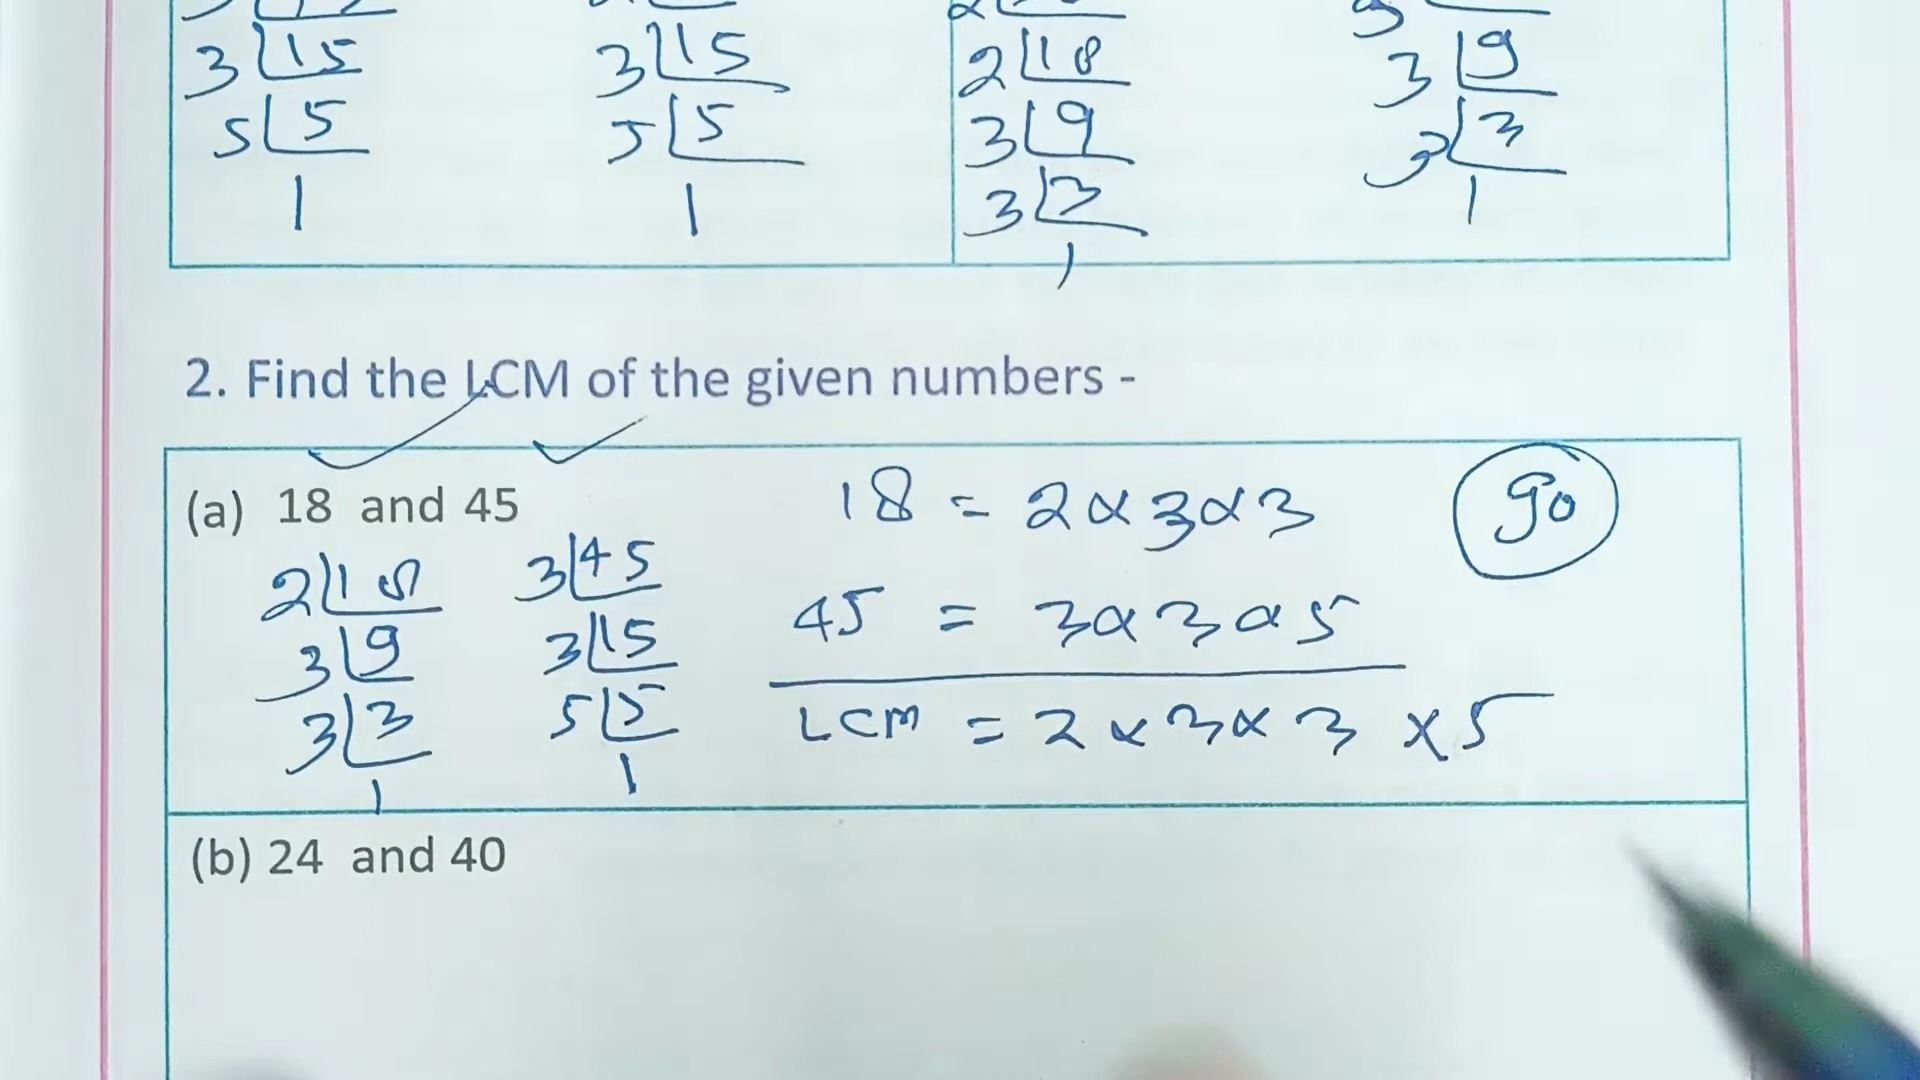 3 15 3 15 2 18 3 9
5 5 5 5 3 9 3 3
1 1 3 3 1
1
2. Find the LCM of the given numbers -
(a) 18 and 45 18 = 2 x 3 x 3 90
2 18 3 45 45 = 3 x 3 x 5
3 9 3 15
3 3 5 5 LCM = 2 x 3 x 3 x 5
1 1
(b) 24 and 40